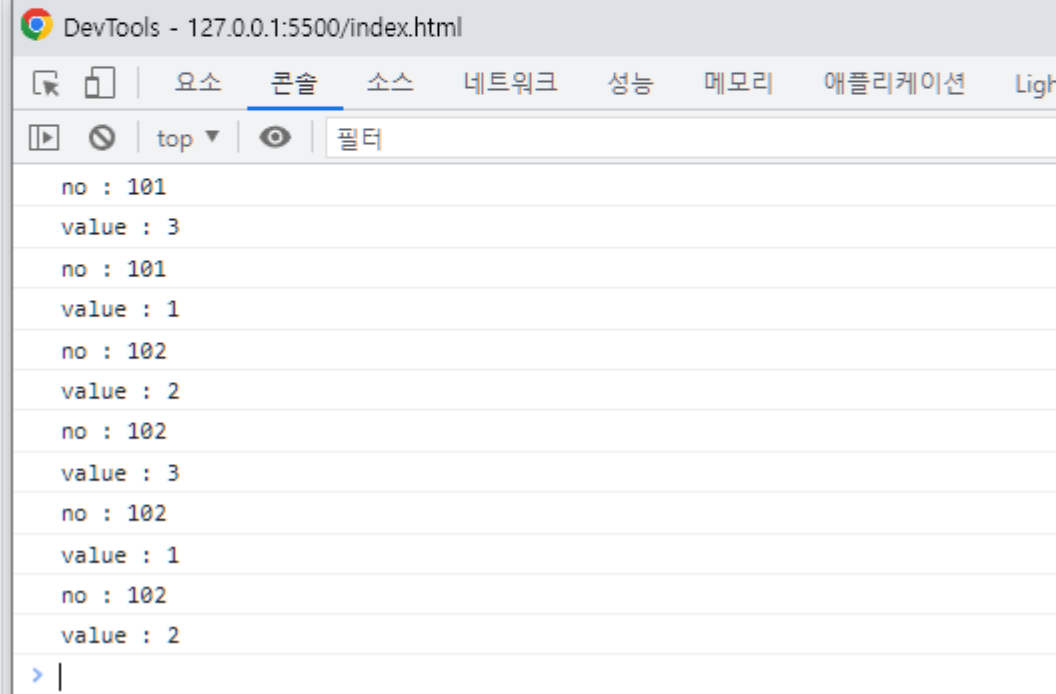 DevTools - 127.0.0.1:5500/index.html
요소 콘솔 소스 네트워크 성능 메모리 애플리케이션
top ▼ 필터
no : 101
value : 3
no : 101
value : 1
no : 102
value : 2
no : 102
value : 3
no : 102
value : 1
no : 102
value : 2
>